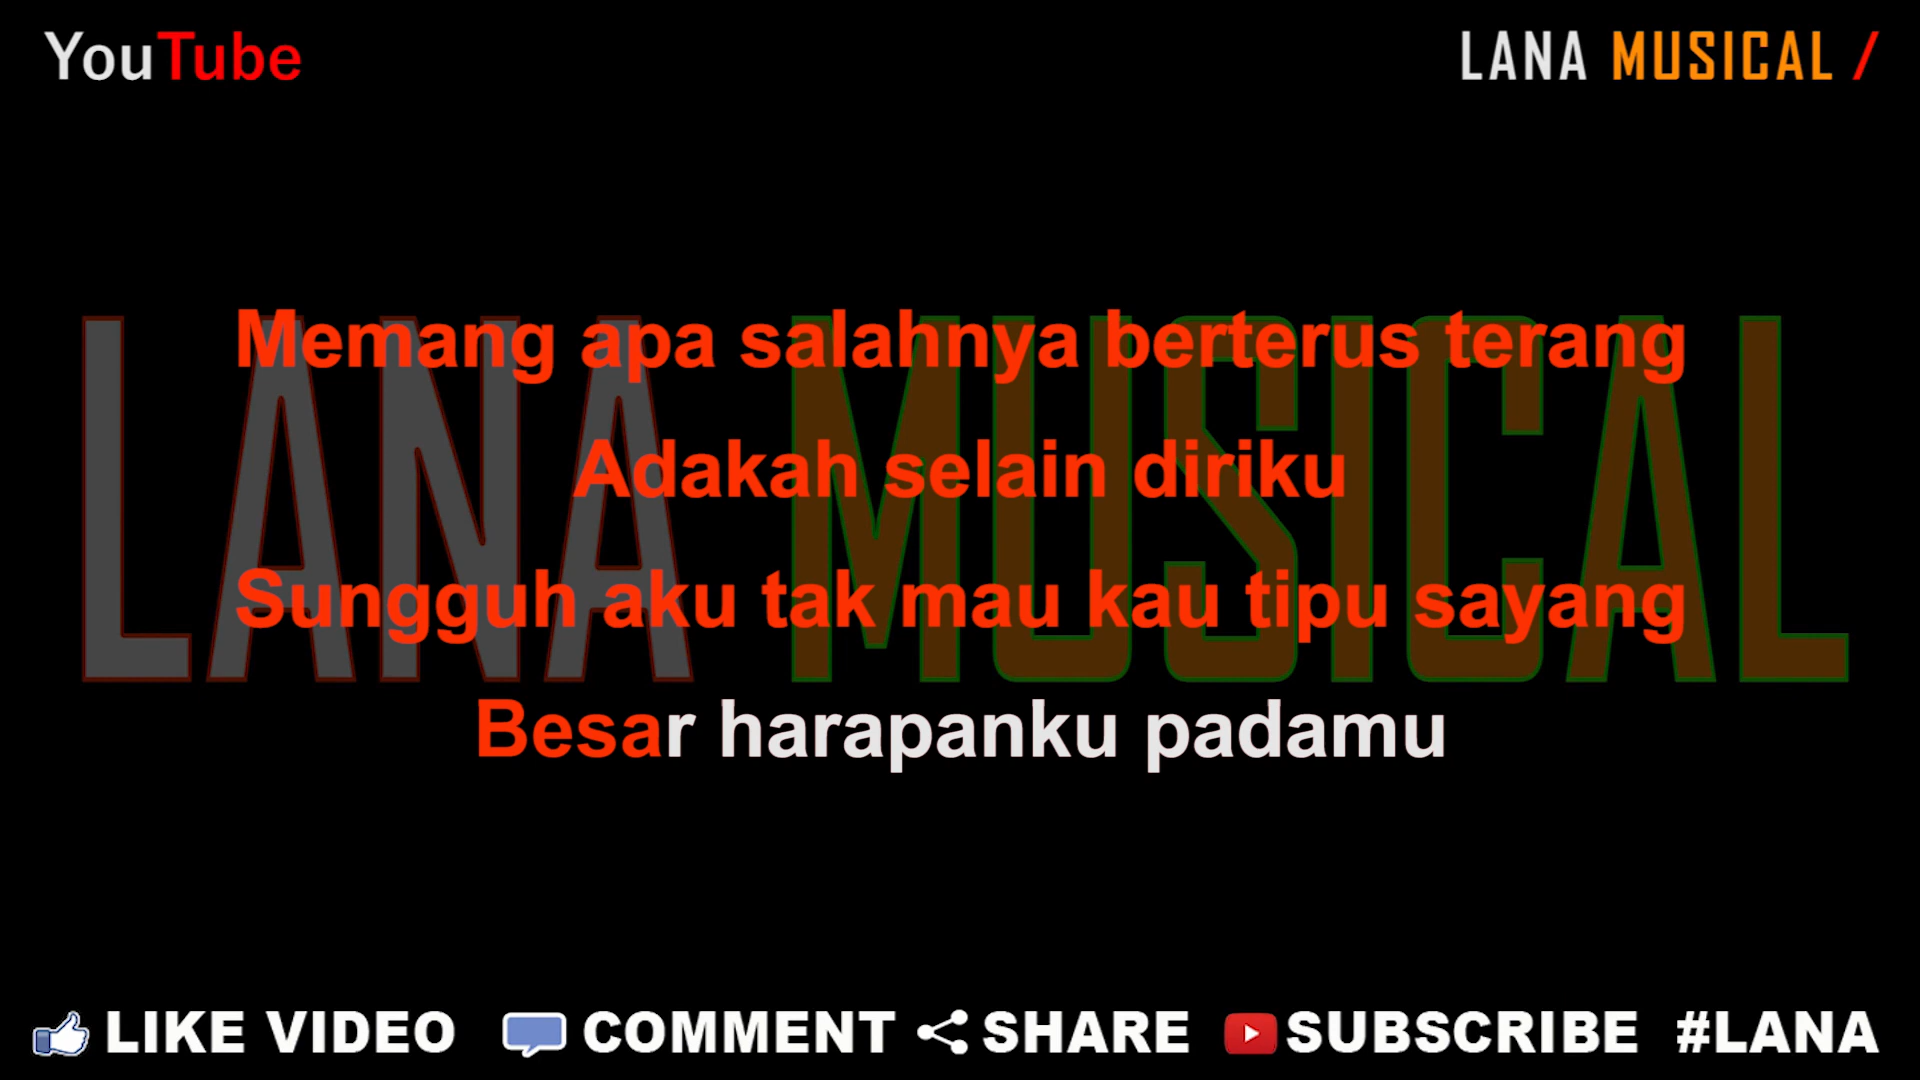 YouTube
LANA MUSICAL /
LANA MUSICAL
Memang apa salahnya berterus terang
Adakah selain diriku
Sungguh aku tak mau kau tipu sayang
Besar harapanku padamu
LIKE VIDEO COMMENT SHARE SUBSCRIBE #LANA